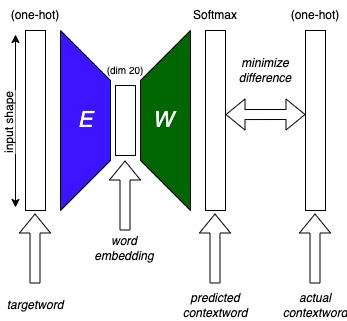 (one-hot)
Softmax
(one-hot)
(dim 20)
minimize
difference
input shape
E
W
word
embedding
targetword
predicted
contextword
actual
contextword